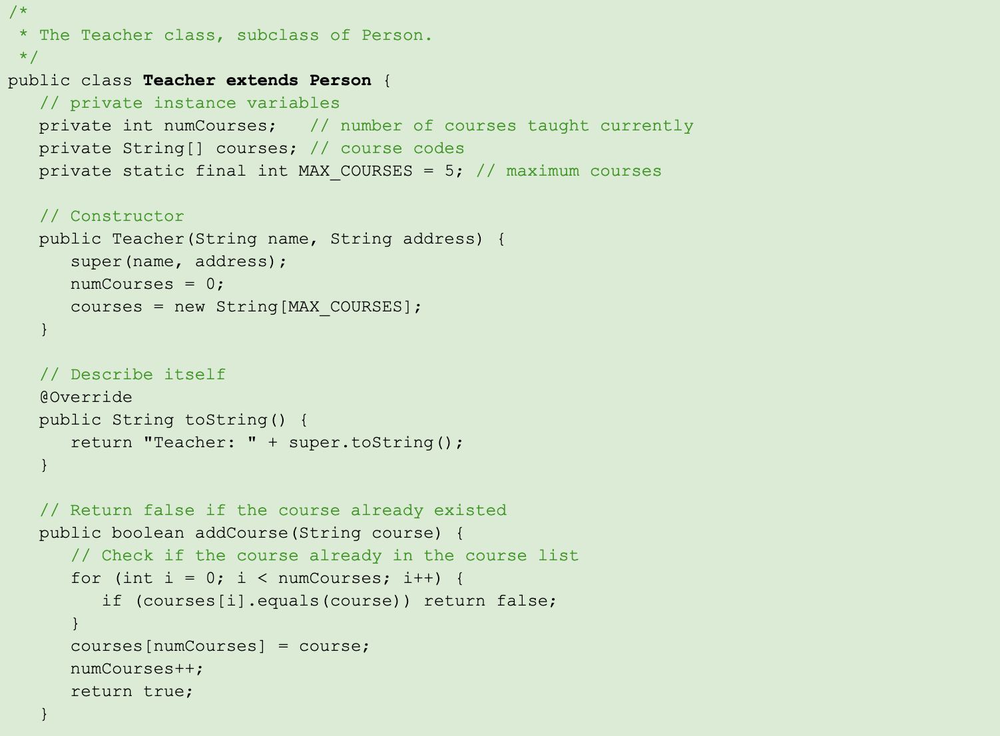 /*
 * The Teacher class, subclass of Person.
 */
public class Teacher extends Person {
   // private instance variables
   private int numCourses;   // number of courses taught currently
   private String[] courses; // course codes
   private static final int MAX_COURSES = 5; // maximum courses

   // Constructor
   public Teacher(String name, String address) {
      super(name, address);
      numCourses = 0;
      courses = new String[MAX_COURSES];
   }

   // Describe itself
   @Override
   public String toString() {
      return "Teacher: " + super.toString();
   }

   // Return false if the course already existed
   public boolean addCourse(String course) {
      // Check if the course already in the course list
      for (int i = 0; i < numCourses; i++) {
         if (courses[i].equals(course)) return false;
      }
      courses[numCourses] = course;
      numCourses++;
      return true;
   }